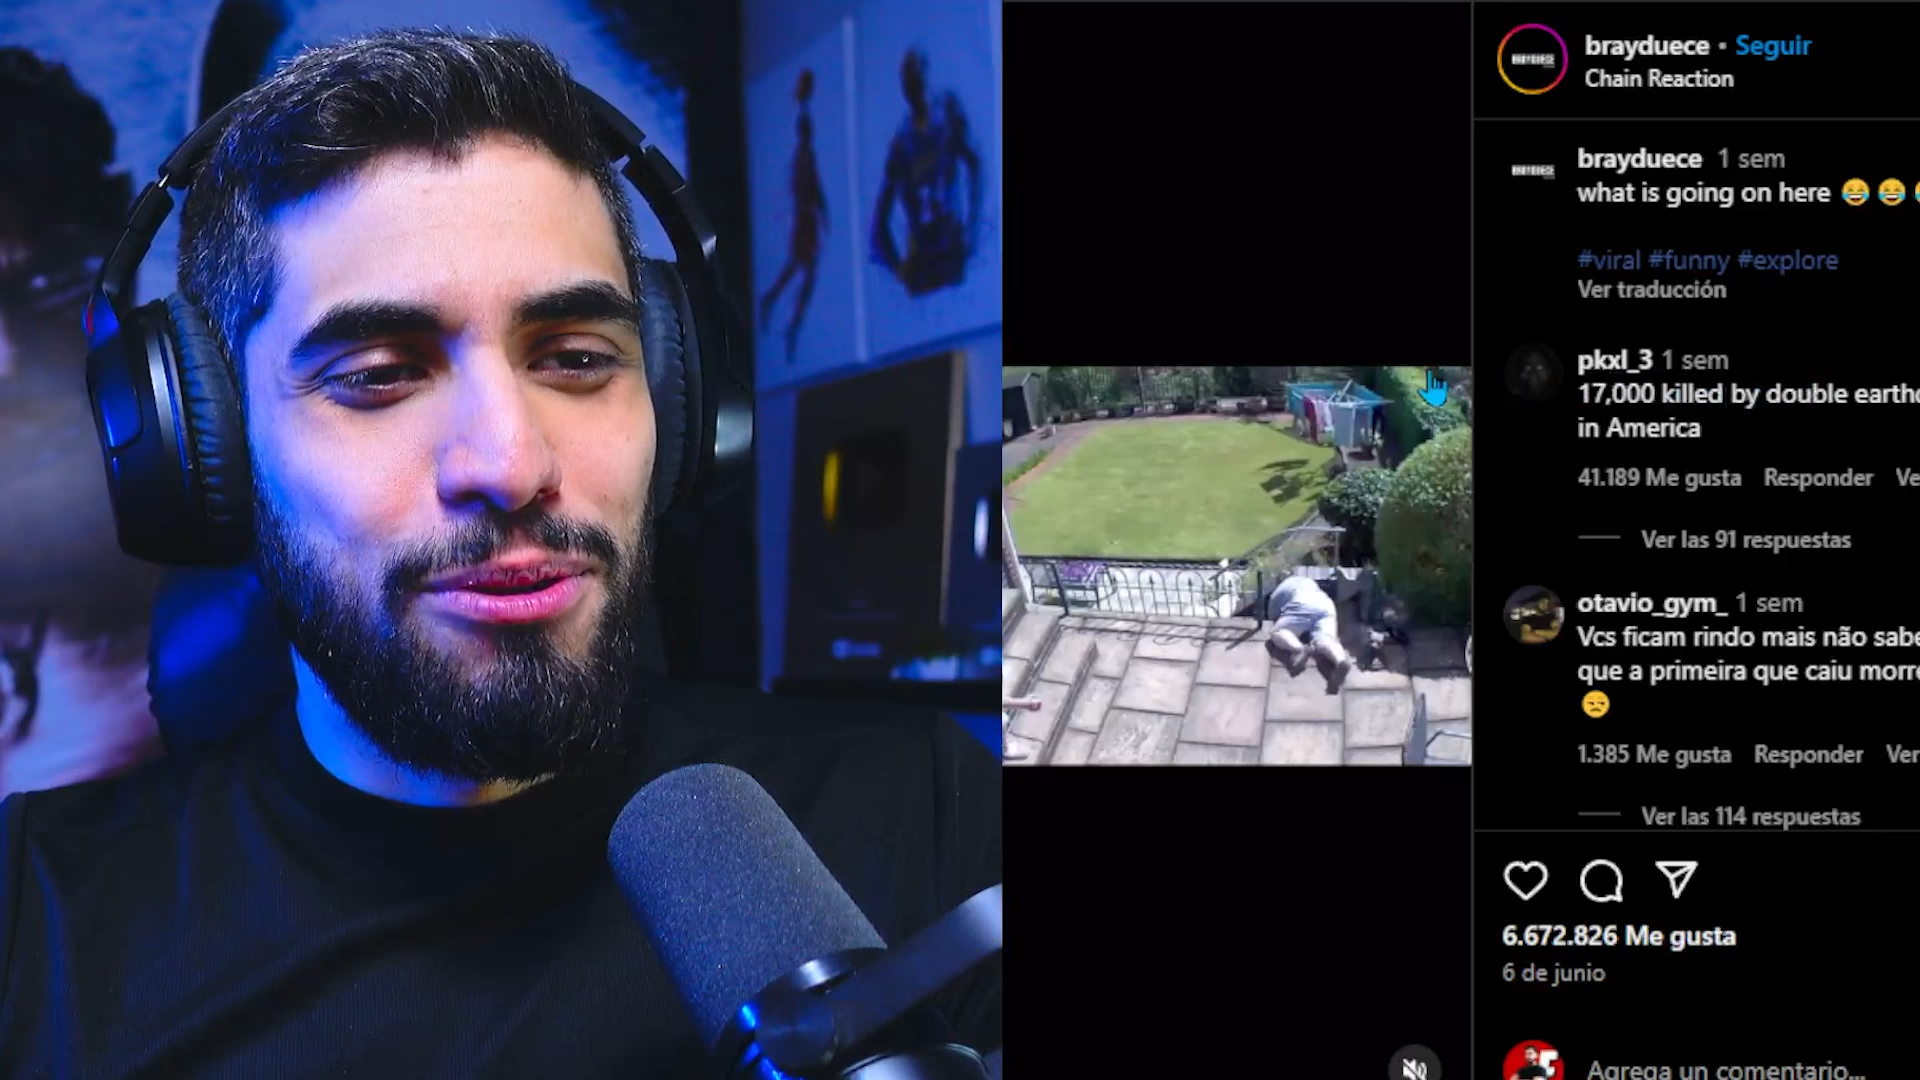 brayduece • Seguir
Chain Reaction
brayduece 1 sem
what is going on here 😂 😂
#viral #funny #explore
Ver traducción
pkxl_3 1 sem
17,000 killed by double
in America
41.189 Me gusta Responder
Ver las 91 respuestas
otavio_gym_ 1 sem
Vcs ficam rindo mais não
que a primeira que caiu
😞
1.385 Me gusta Responder Ver
Ver las 114 respuestas
6.672.826 Me gusta
6 de junio
Agrega un comentario...